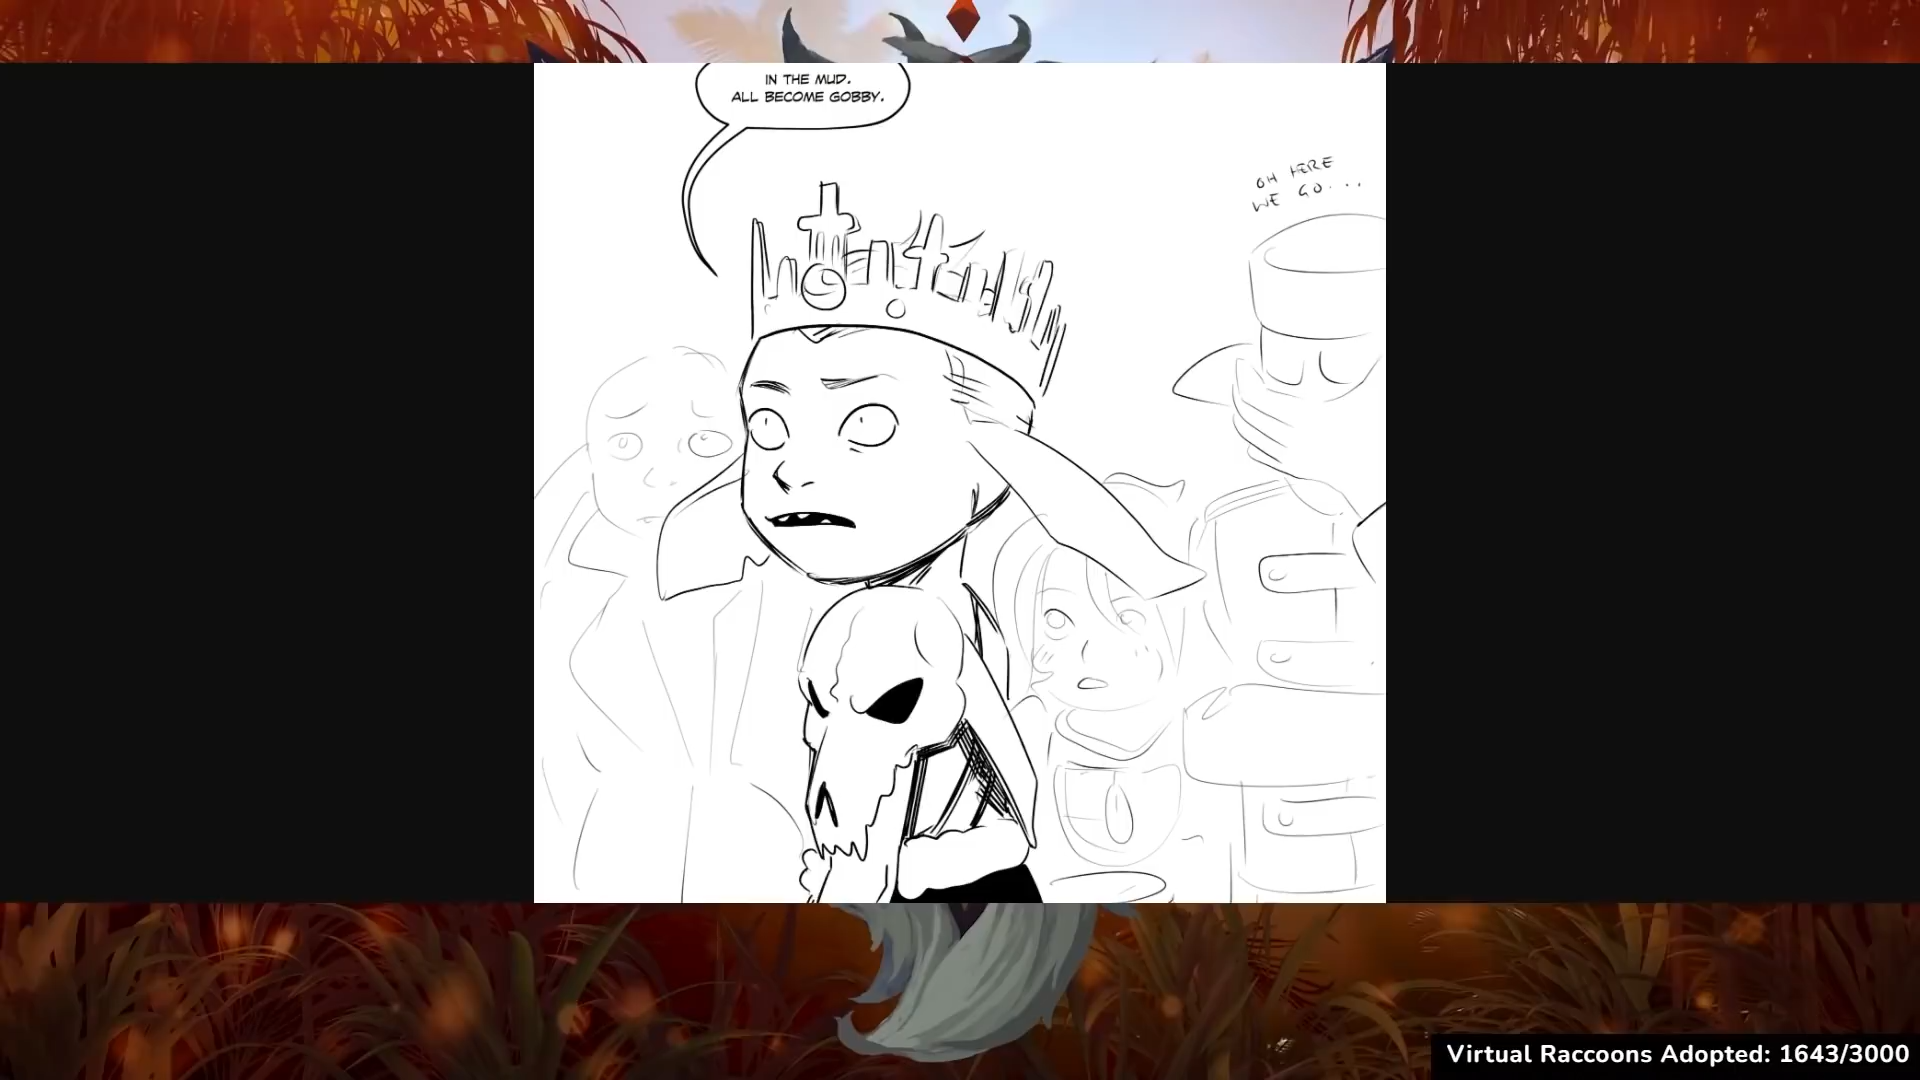 IN THE MUD.
ALL BECOME GOBBY.
OH HERE
WE GO...
Virtual Raccoons Adopted: 1643/3000